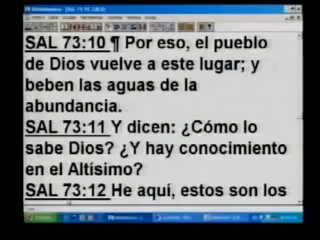 SAL 73:10 ¶ Por eso, el pueblo
de Dios vuelve a este lugar; y
beben las aguas de la
abundancia.
SAL 73:11 Y dicen: ¿Cómo lo
sabe Dios? ¿Y hay conocimiento
en el Altísimo?
SAL 73:12 He aquí, estos son los